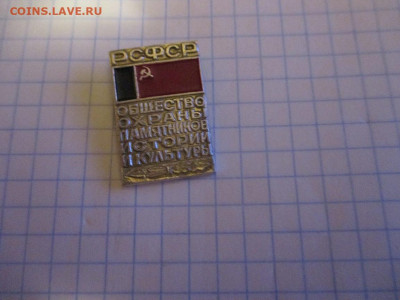 COINS.LAVE.RU
РСФСР
ОБЩЕСТВО
ОХРАНЫ
ПАМЯТНИКОВ
ИСТОРИИ
И КУЛЬТУРЫ